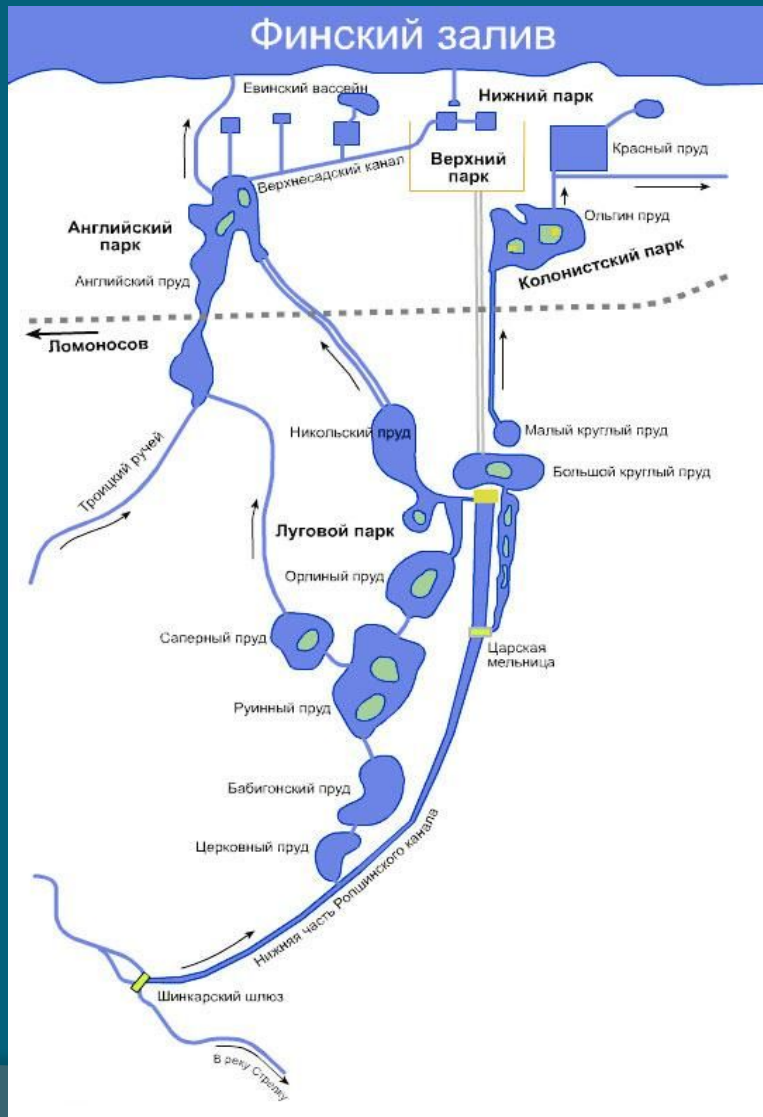 Финский залив
Евинский вассейн
Нижний парк
Верхнесадский канал
Верхний
парк
Красный пруд
Ольгин пруд
Английский
парк
Колонистский парк
Английский пруд
Ломоносов
Никольский пруд
Малый круглый пруд
Большой круглый пруд
Троицкий ручей
Луговой парк
Орлиный пруд
Саперный пруд
Царская
мельница
Руинный пруд
Бабигонский пруд
Церковный пруд
Нижняя часть Ропшинского канала
Шинкарский шлюз
В реку Стрелку